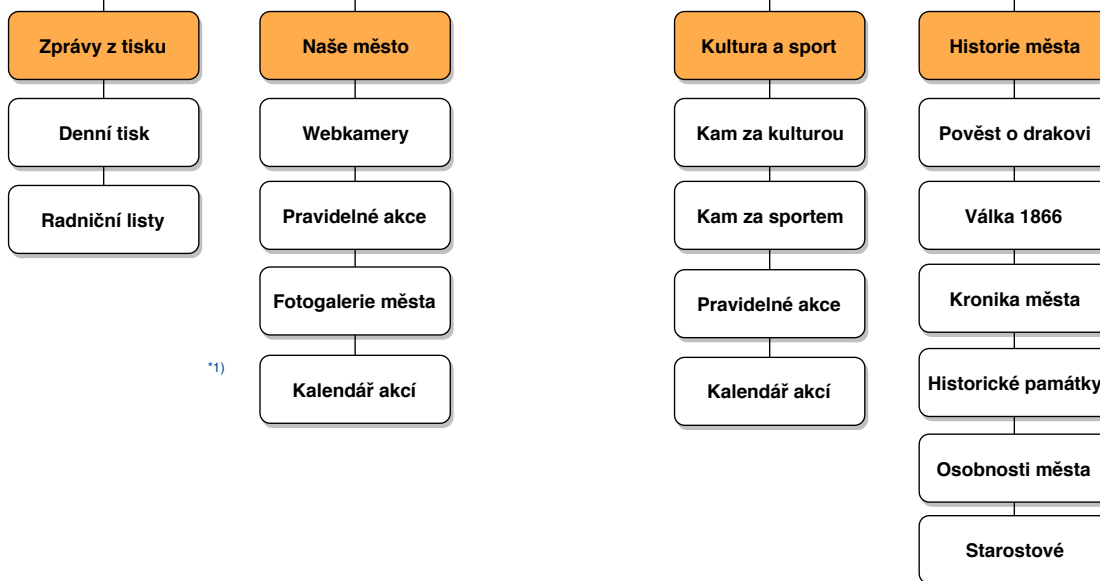 Zprávy z tisku
Denní tisk
Radniční listy
Naše město
Webkamery
Pravidelné akce
Fotogalerie města
*1)
Kalendář akcí
Kultura a sport
Kam za kulturou
Kam za sportem
Pravidelné akce
Kalendář akcí
Historie města
Pověst o drakovi
Válka 1866
Kronika města
Historické památky
Osobnosti města
Starostové